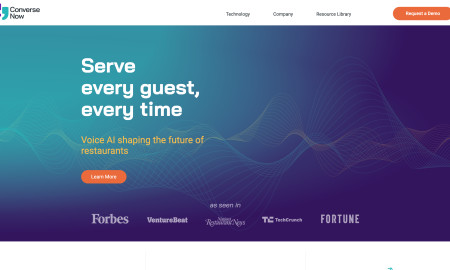 Converse
Now
Technology
Company
Resource Library
Request a Demo
Serve
every guest,
every time
Voice AI shaping the future of
restaurants
Learn More
as seen in
Forbes
VentureBeat
Nation's
Restaurant News
TC TechCrunch
FORTUNE